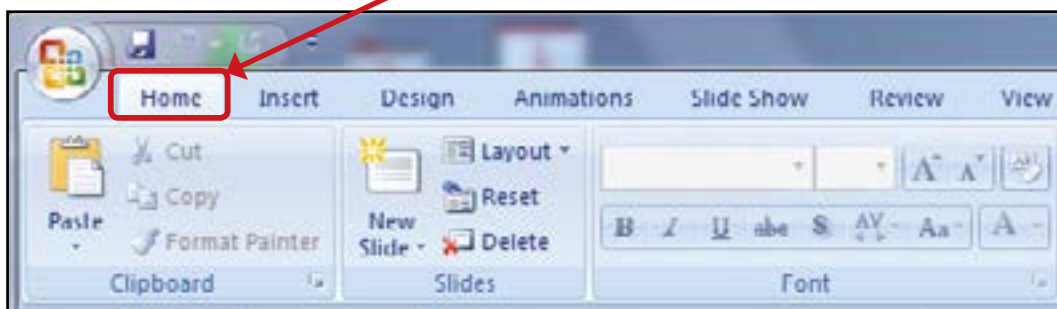 Home Insert Design Animations Slide Show Review View
Cut Layout
Copy Reset
Paste New
Format Painter Slide Delete
B I U abe S AV Aa A
Clipboard Slides Font